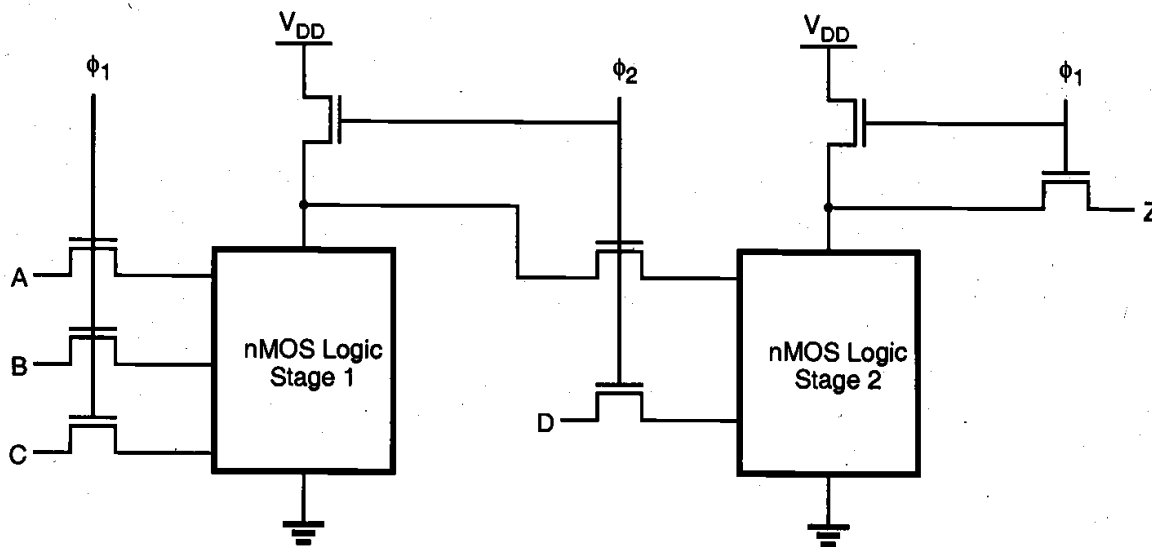 V_DD
V_DD
ϕ1
ϕ2
ϕ1
A
B
C
nMOS Logic
Stage 1
D
nMOS Logic
Stage 2
Z